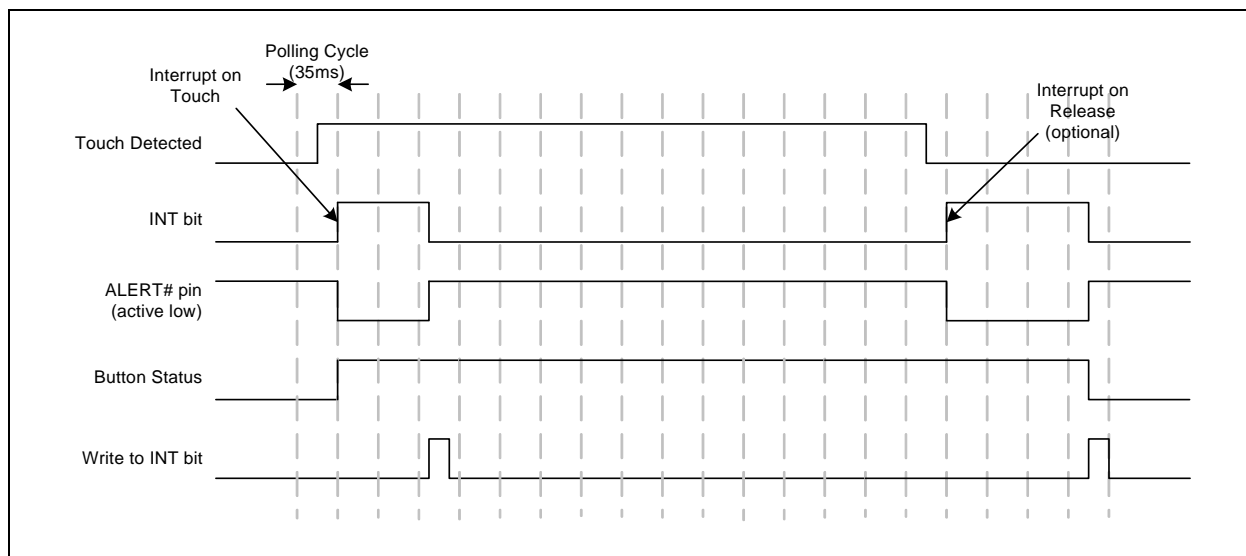 Polling Cycle
(35ms)
Interrupt on
Touch
Interrupt on
Release
(optional)
Touch Detected
INT bit
ALERT# pin
(active low)
Button Status
Write to INT bit